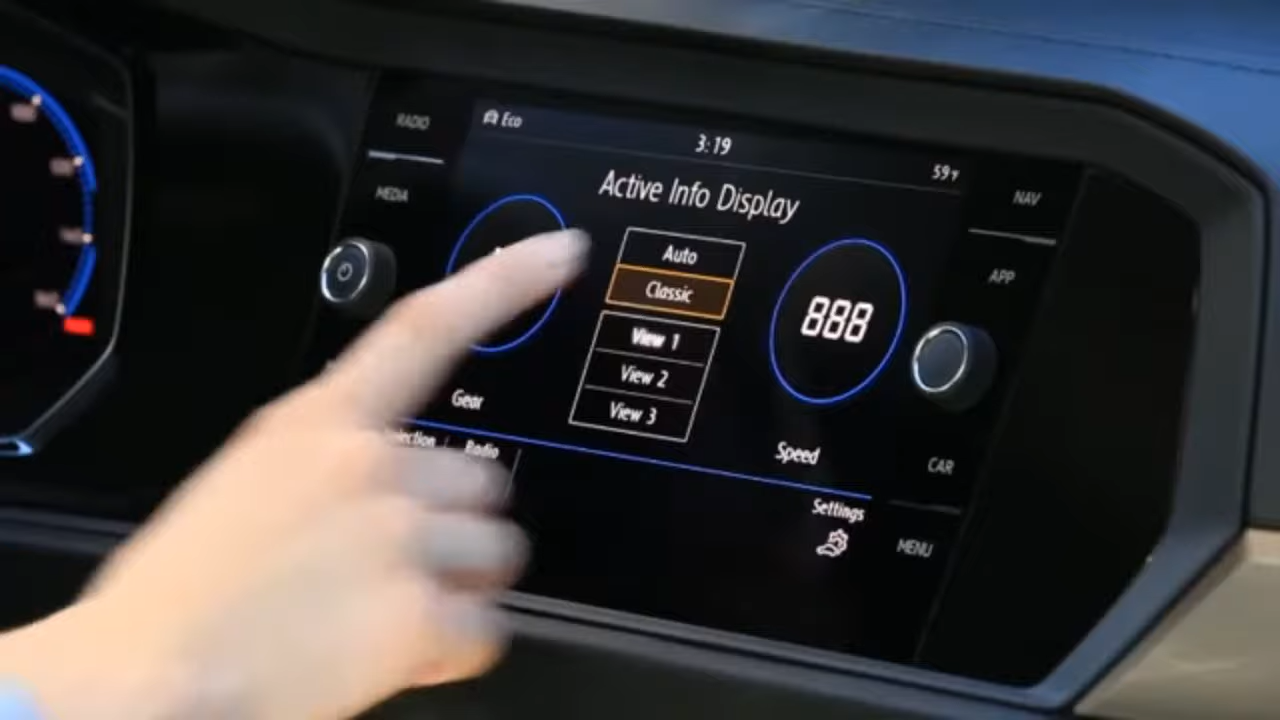 RADIO
MEDIA
Eco
3:19
59°F
Active Info Display
Auto
Classic
View 1
View 2
View 3
888
Gear
Speed
Radio
Settings
NAV
APP
CAR
MENU